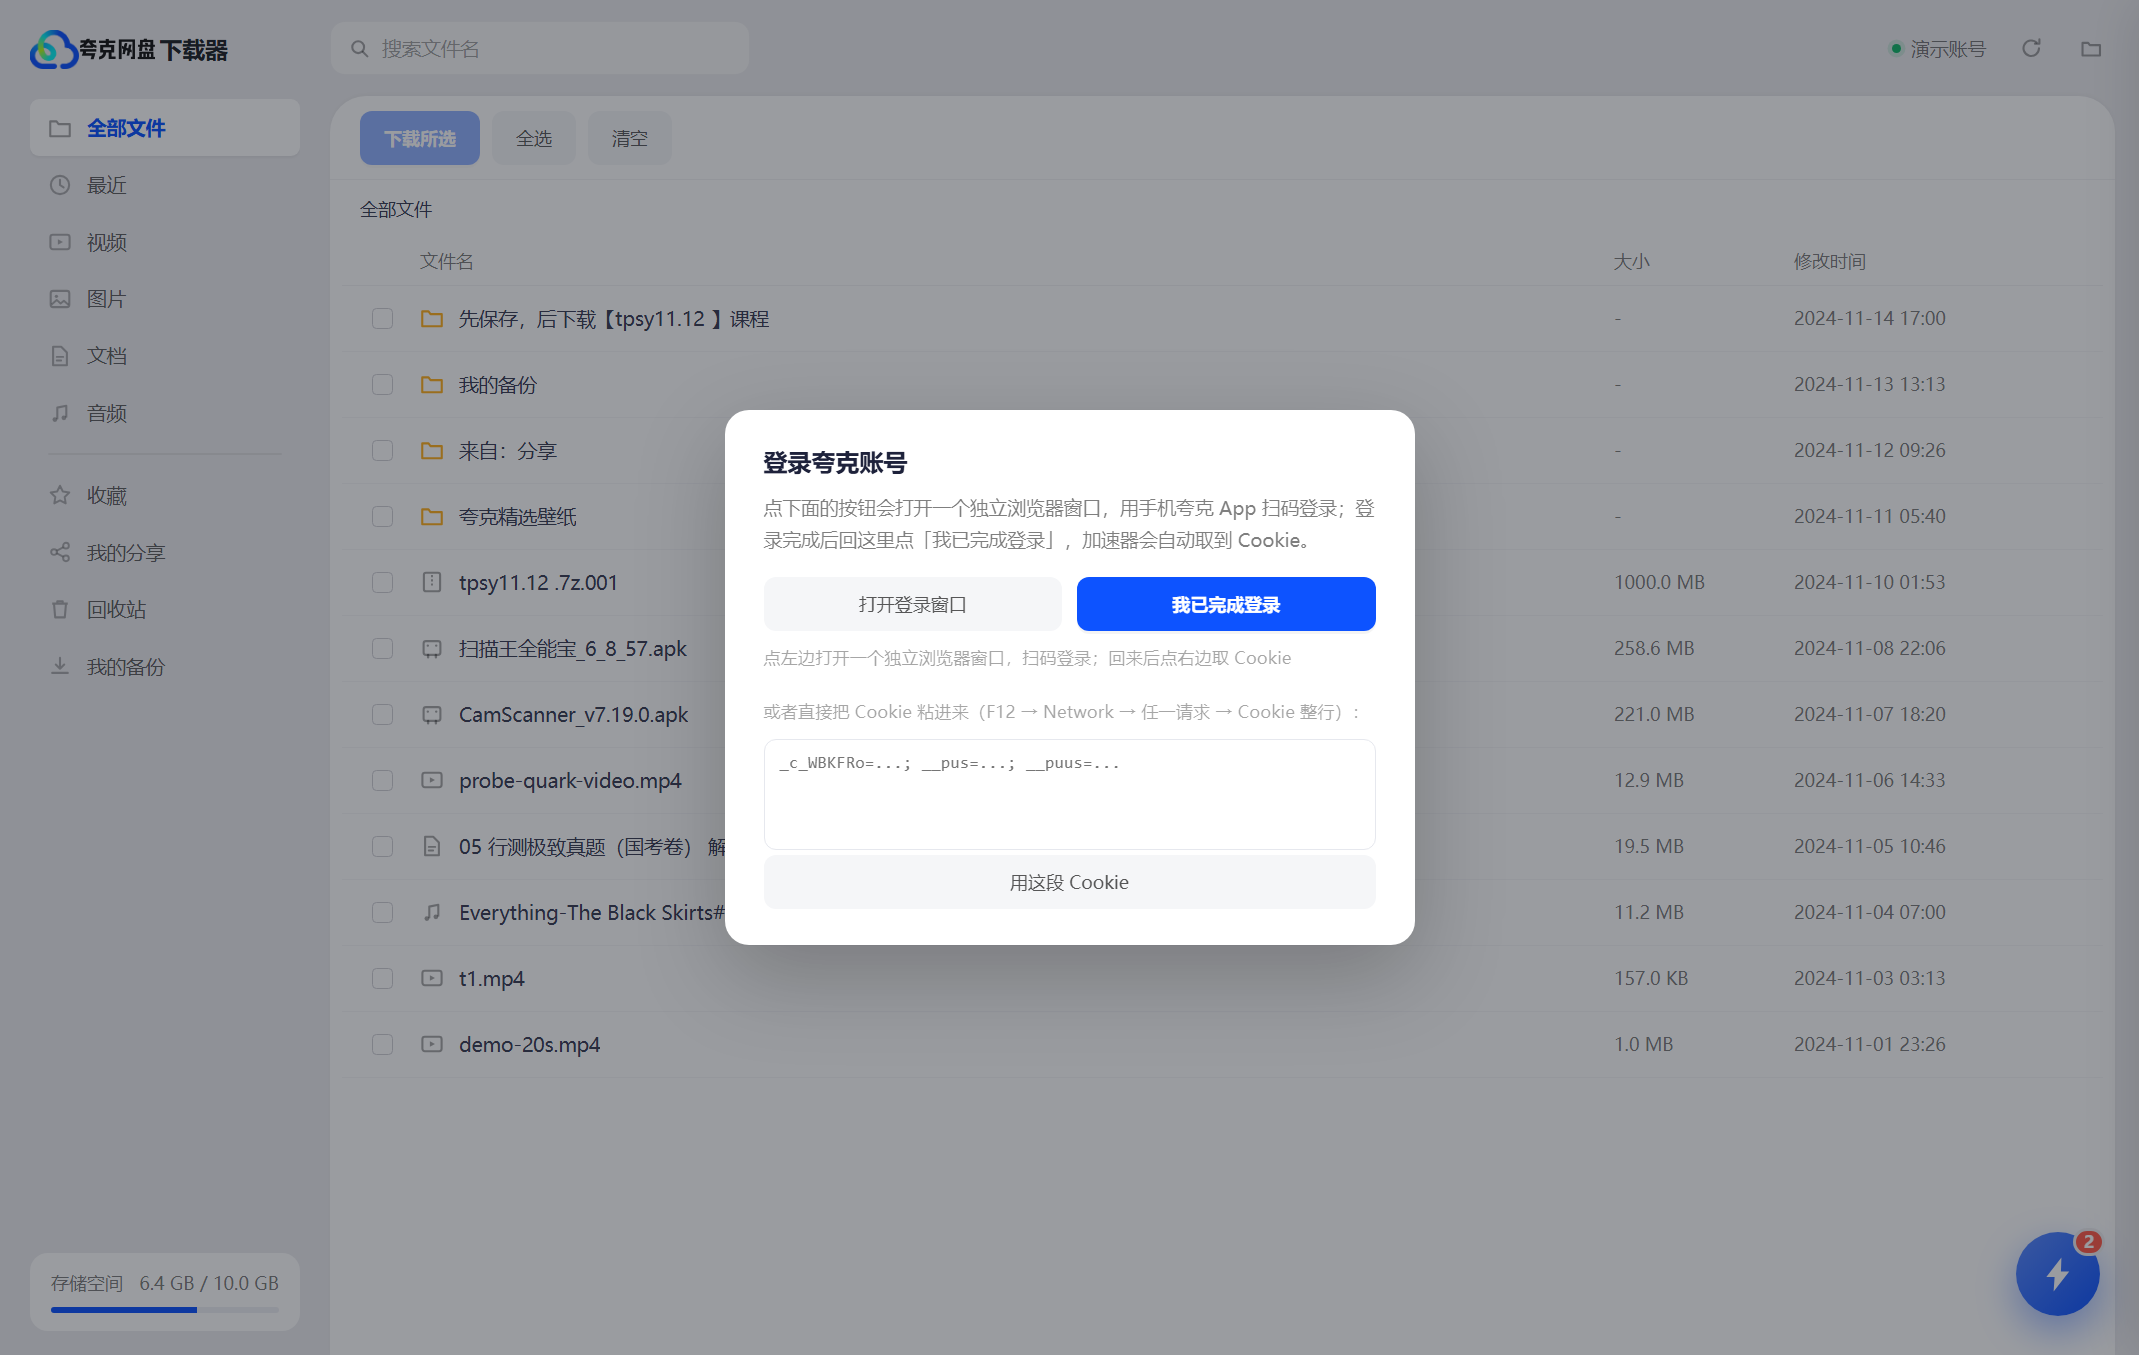 夸克网盘下载器
搜索文件名
演示账号
全部文件
最近
视频
图片
文档
音频
收藏
我的分享
回收站
我的备份
存储空间 6.4 GB / 10.0 GB
下载所选 全选 清空
全部文件
文件名 大小 修改时间
先保存，后下载【tpsy11.12 】课程 - 2024-11-14 17:00
我的备份 - 2024-11-13 13:13
来自：分享 - 2024-11-12 09:26
夸克精选壁纸 - 2024-11-11 05:40
tpsy11.12 .7z.001 1000.0 MB 2024-11-10 01:53
扫描王全能宝_6_8_57.apk 258.6 MB 2024-11-08 22:06
CamScanner_v7.19.0.apk 221.0 MB 2024-11-07 18:20
probe-quark-video.mp4 12.9 MB 2024-11-06 14:33
05 行测极致真题（国考卷） 解 19.5 MB 2024-11-05 10:46
Everything-The Black Skirts# 11.2 MB 2024-11-04 07:00
t1.mp4 157.0 KB 2024-11-03 03:13
demo-20s.mp4 1.0 MB 2024-11-01 23:26
登录夸克账号
点下面的按钮会打开一个独立浏览器窗口，用手机夸克 App 扫码登录；登
录完成后回这里点「我已完成登录」，加速器会自动取到 Cookie。
打开登录窗口 我已完成登录
点左边打开一个独立浏览器窗口，扫码登录；回来后点右边取 Cookie
或者直接把 Cookie 粘进来（F12 → Network → 任一请求 → Cookie 整行）：
_c_WBKFRo=...; __pus=...; __puus=...
用这段 Cookie
2